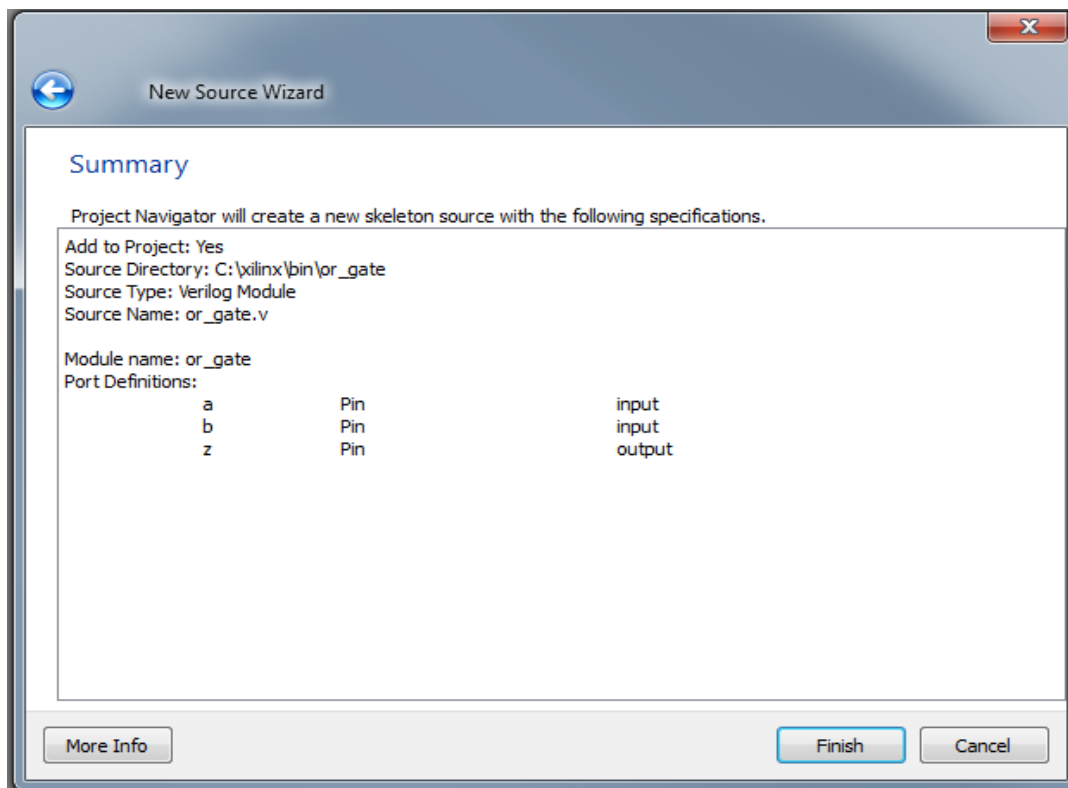 New Source Wizard
Summary
Project Navigator will create a new skeleton source with the following specifications.
Add to Project: Yes
Source Directory: C:\xilinx\bin\or_gate
Source Type: Verilog Module
Source Name: or_gate.v
Module name: or_gate
Port Definitions:
a Pin input
b Pin input
z Pin output
More Info Finish Cancel